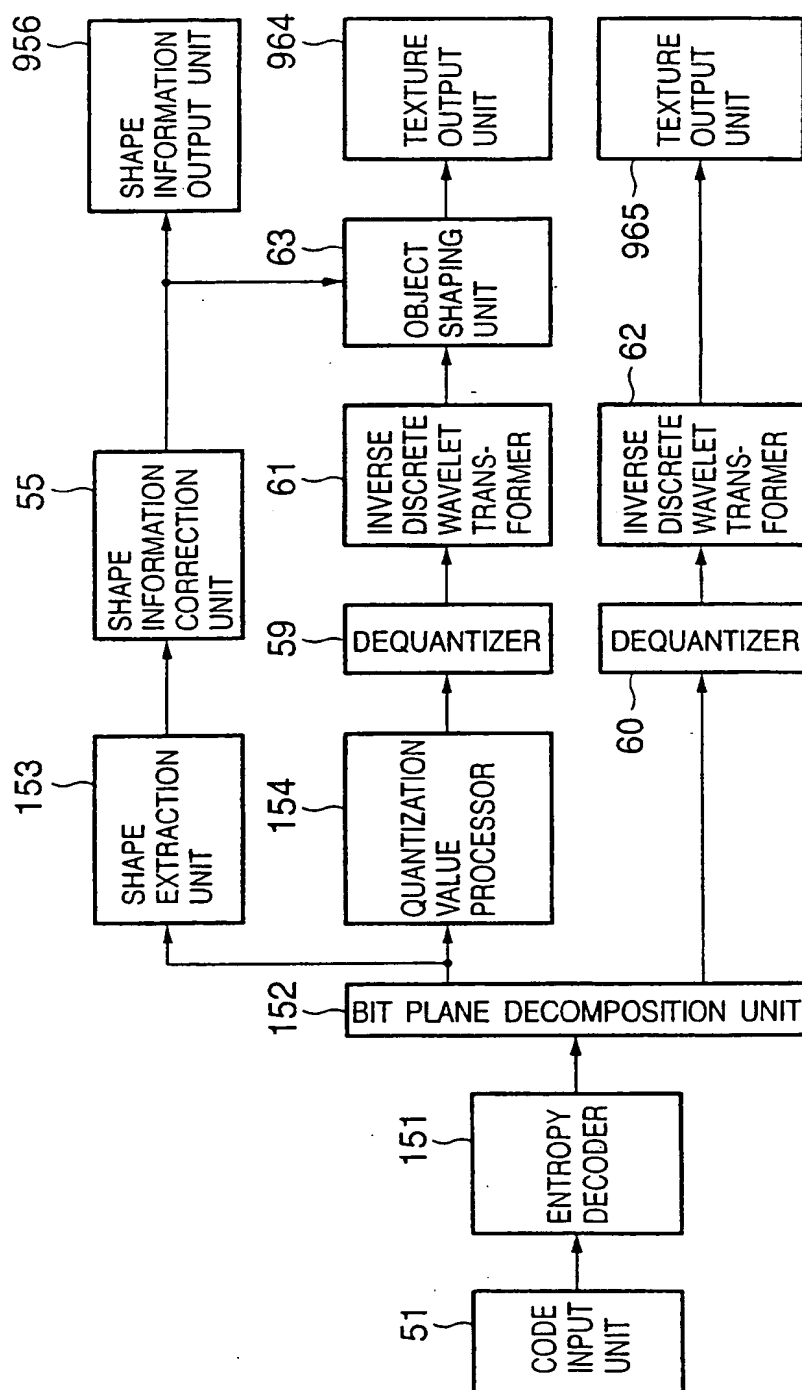 51
CODE
INPUT
UNIT
151
ENTROPY
DECODER
152
BIT PLANE DECOMPOSITION UNIT
153
SHAPE
EXTRACTION
UNIT
55
SHAPE
INFORMATION
CORRECTION
UNIT
956
SHAPE
INFORMATION
OUTPUT UNIT
154
QUANTIZATION
VALUE
PROCESSOR
59
DEQUANTIZER
61
INVERSE
DISCRETE
WAVELET
TRANS-
FORMER
63
OBJECT
SHAPING
UNIT
964
TEXTURE
OUTPUT
UNIT
60
DEQUANTIZER
62
INVERSE
DISCRETE
WAVELET
TRANS-
FORMER
965
TEXTURE
OUTPUT
UNIT